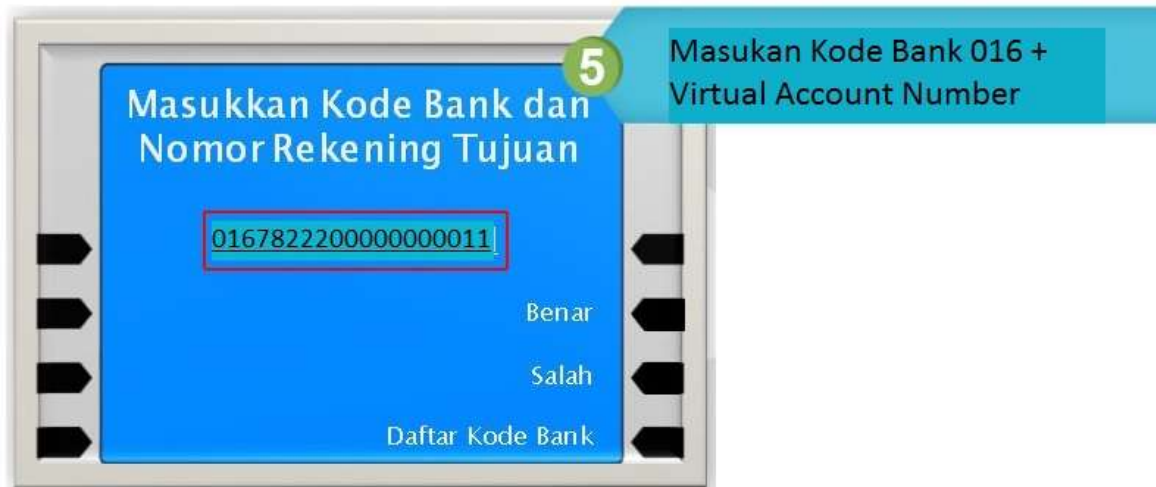 5
Masukan Kode Bank 016 +
Virtual Account Number
Masukkan Kode Bank dan
Nomor Rekening Tujuan
0167822200000000011
Benar
Salah
Daftar Kode Bank